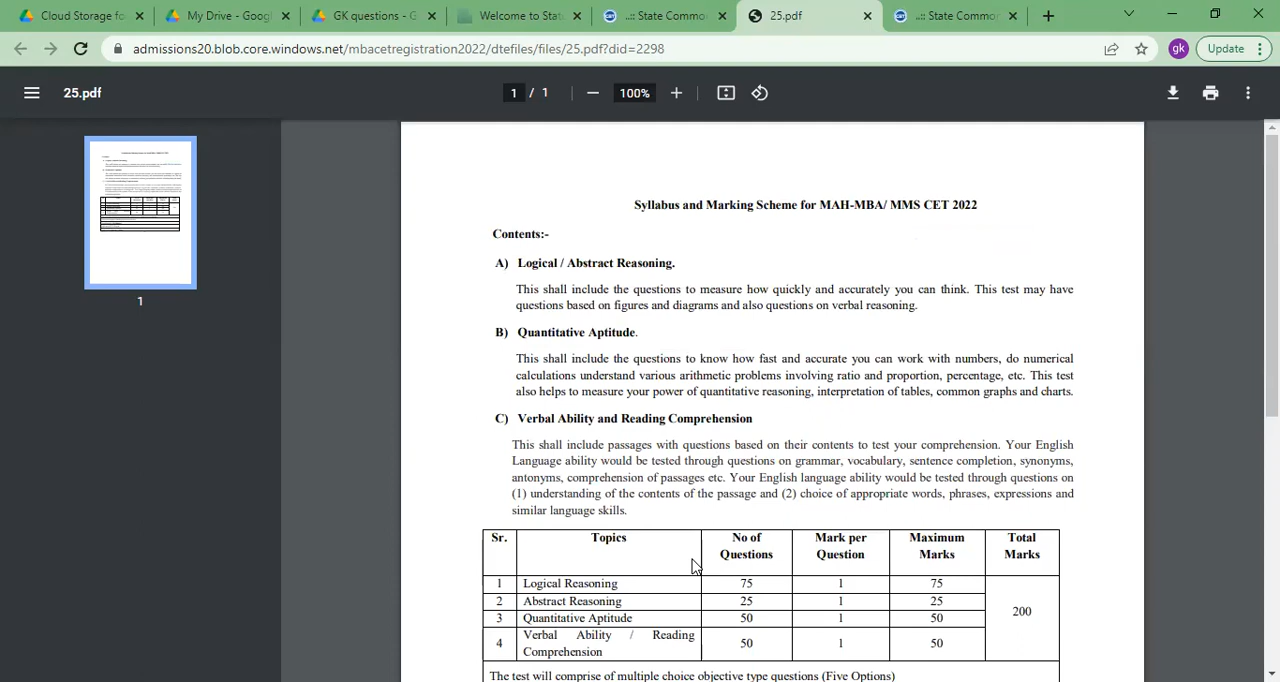 Cloud Storage fo
My Drive - Googl
GK questions - G
Welcome to Stat
..:: State Commo
25.pdf
..:: State Commo
admissions20.blob.core.windows.net/mbacetregistration2022/dtefiles/files/25.pdf?did=2298
gk
Update
25.pdf
1 / 1
100%
1
Syllabus and Marking Scheme for MAH-MBA/ MMS CET 2022
Contents:-
A) Logical / Abstract Reasoning.
This shall include the questions to measure how quickly and accurately you can think. This test may have
questions based on figures and diagrams and also questions on verbal reasoning.
B) Quantitative Aptitude.
This shall include the questions to know how fast and accurate you can work with numbers, do numerical
calculations understand various arithmetic problems involving ratio and proportion, percentage, etc. This test
also helps to measure your power of quantitative reasoning, interpretation of tables, common graphs and charts.
C) Verbal Ability and Reading Comprehension
This shall include passages with questions based on their contents to test your comprehension. Your English
Language ability would be tested through questions on grammar, vocabulary, sentence completion, synonyms,
antonyms, comprehension of passages etc. Your English language ability would be tested through questions on
(1) understanding of the contents of the passage and (2) choice of appropriate words, phrases, expressions and
similar language skills.
Sr. Topics No of Questions Mark per Question Maximum Marks Total Marks
1 Logical Reasoning 75 1 75
2 Abstract Reasoning 25 1 25
200
3 Quantitative Aptitude 50 1 50
4 Verbal Ability / Reading Comprehension 50 1 50
The test will comprise of multiple choice objective type questions (Five Options)